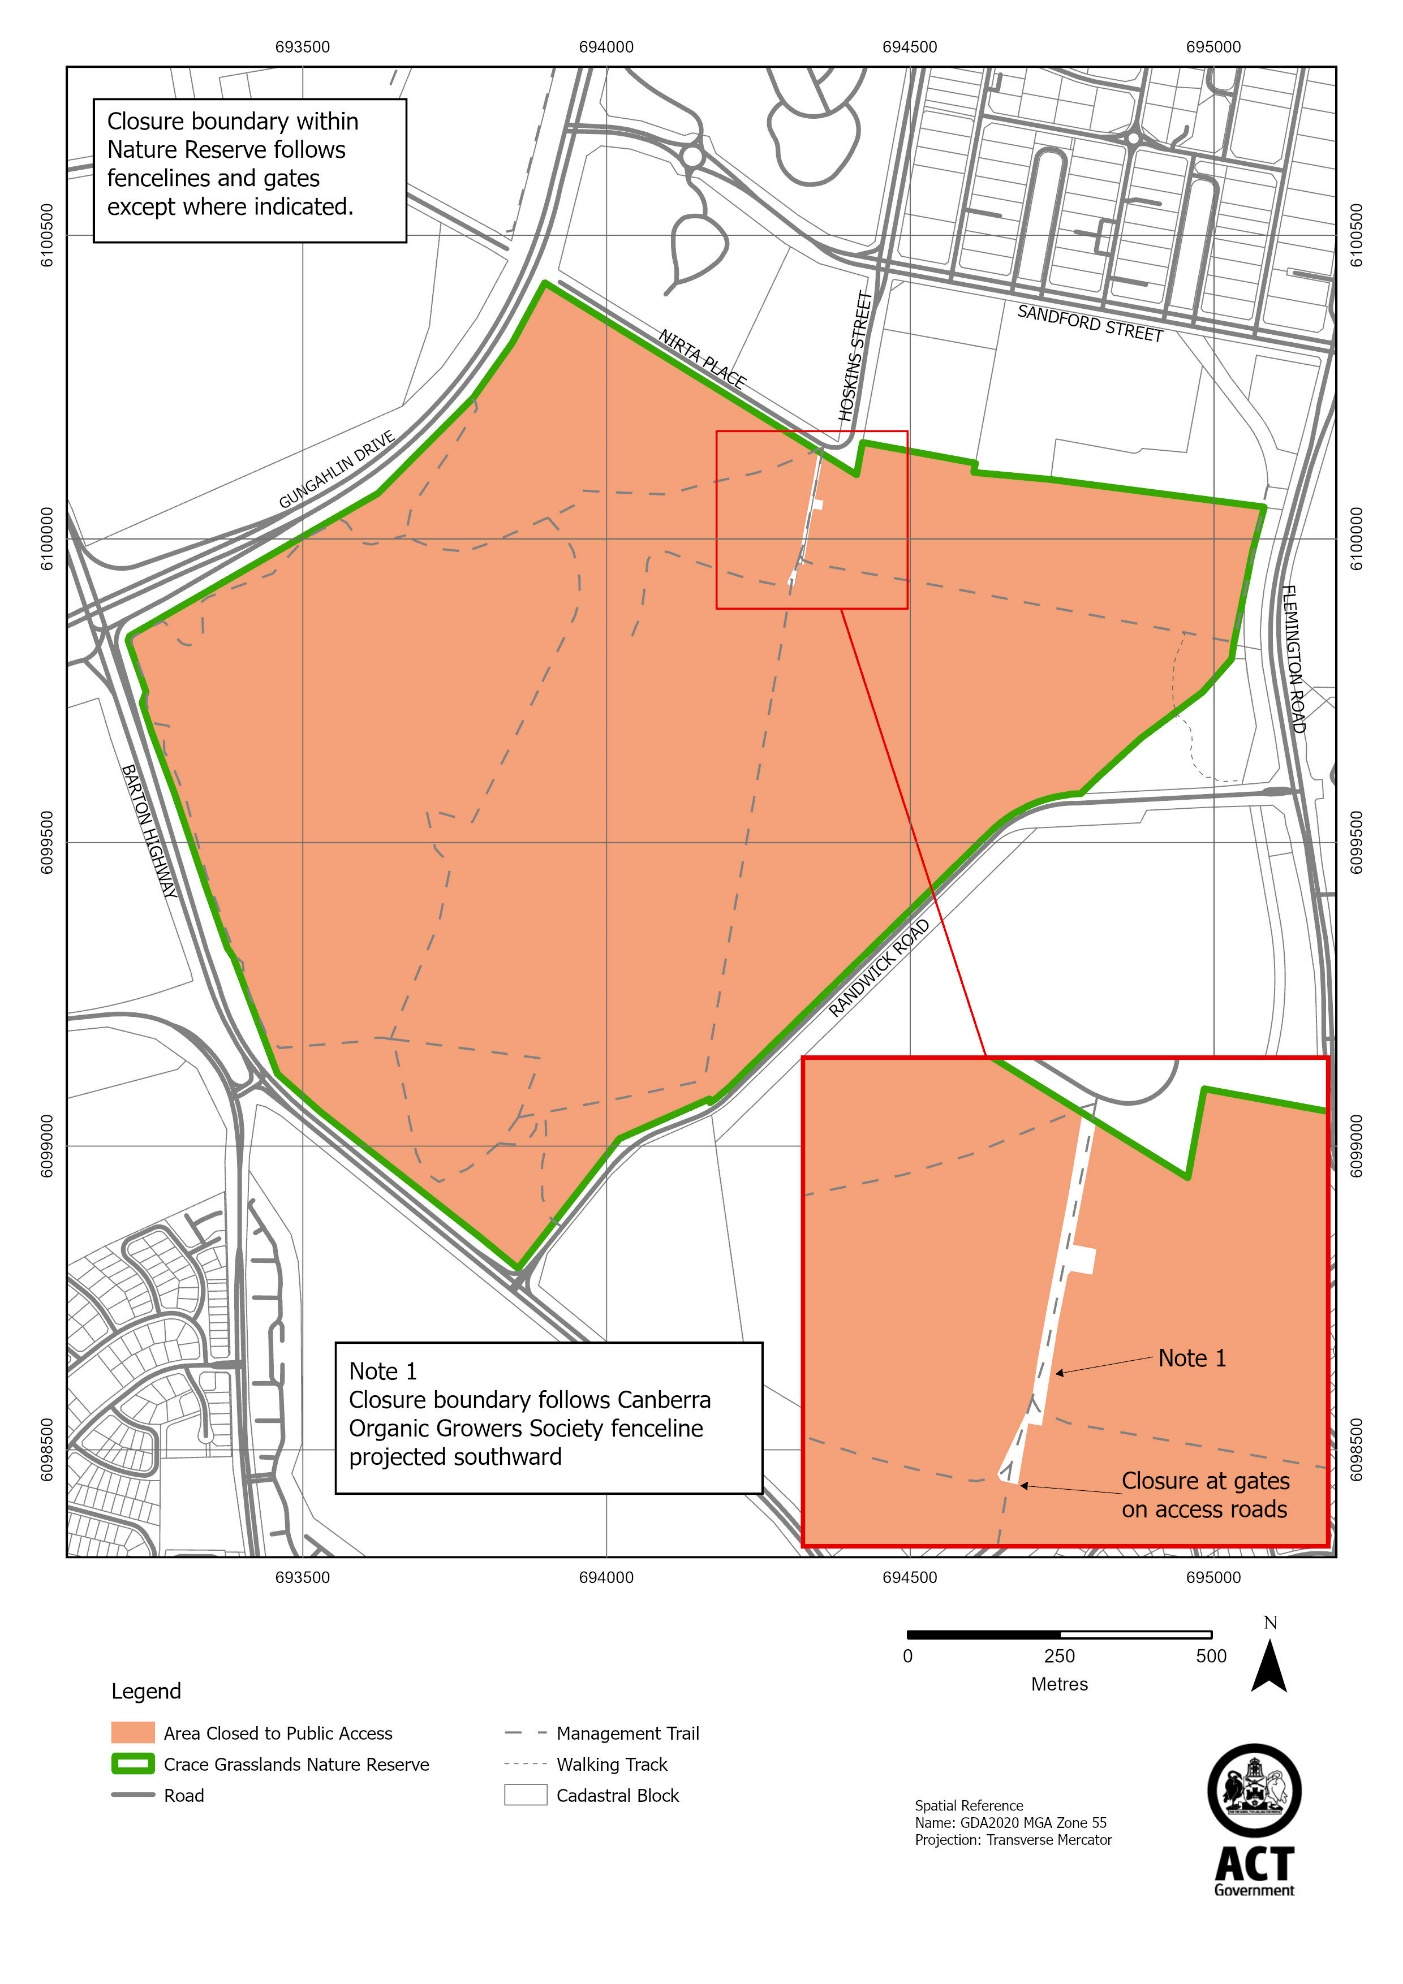 693500
694000
694500
695000
Closure boundary within
Nature Reserve follows
fencelines and gates
except where indicated.
6100500
6100500
SANDFORD STREET
HOSKINS STREET
NIRTA PLACE
GUNGAHLIN DRIVE
6100000
6100000
FLEMINGTON ROAD
BARTON HIGHWAY
6099500
6099500
RANDWICK ROAD
6099000
6099000
Note 1
Closure boundary follows Canberra
Organic Growers Society fenceline
projected southward
Note 1
Closure at gates
on access roads
6098500
6098500
693500
694000
694500
695000
N
0
250
500
Metres
Legend
Area Closed to Public Access
Crace Grasslands Nature Reserve
Road
Management Trail
Walking Track
Cadastral Block
Spatial Reference
Name: GDA2020 MGA Zone 55
Projection: Transverse Mercator
ACT
Government